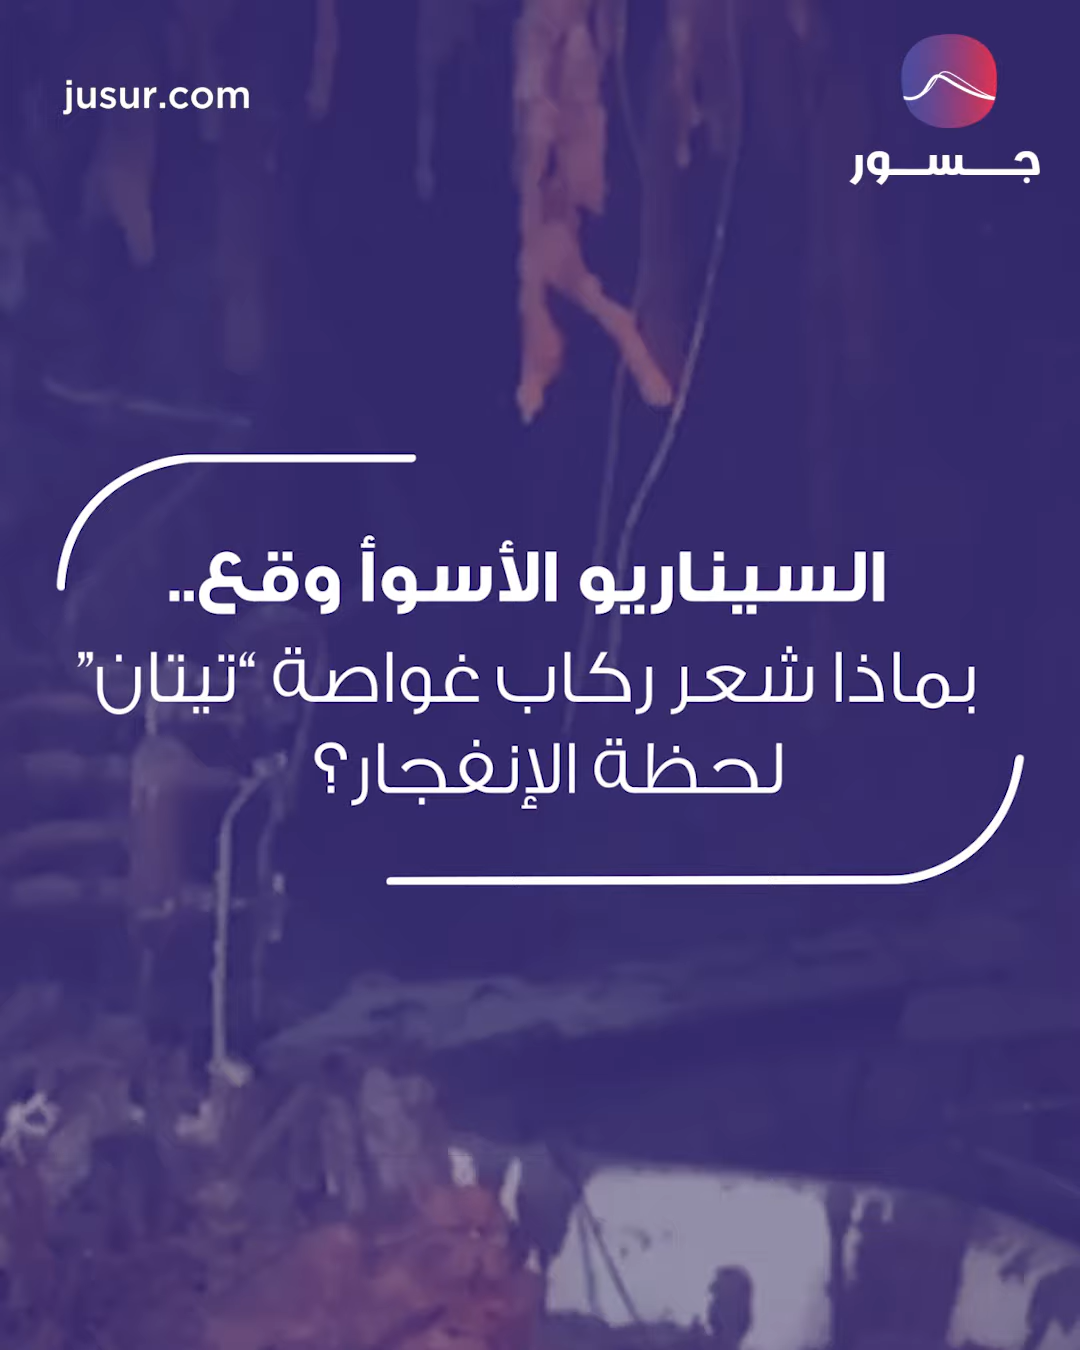 jusur.com
جسور
السيناريو الأسوأ وقع..
بماذا شعر ركاب غواصة “تيتان”
لحظة الإنفجار؟